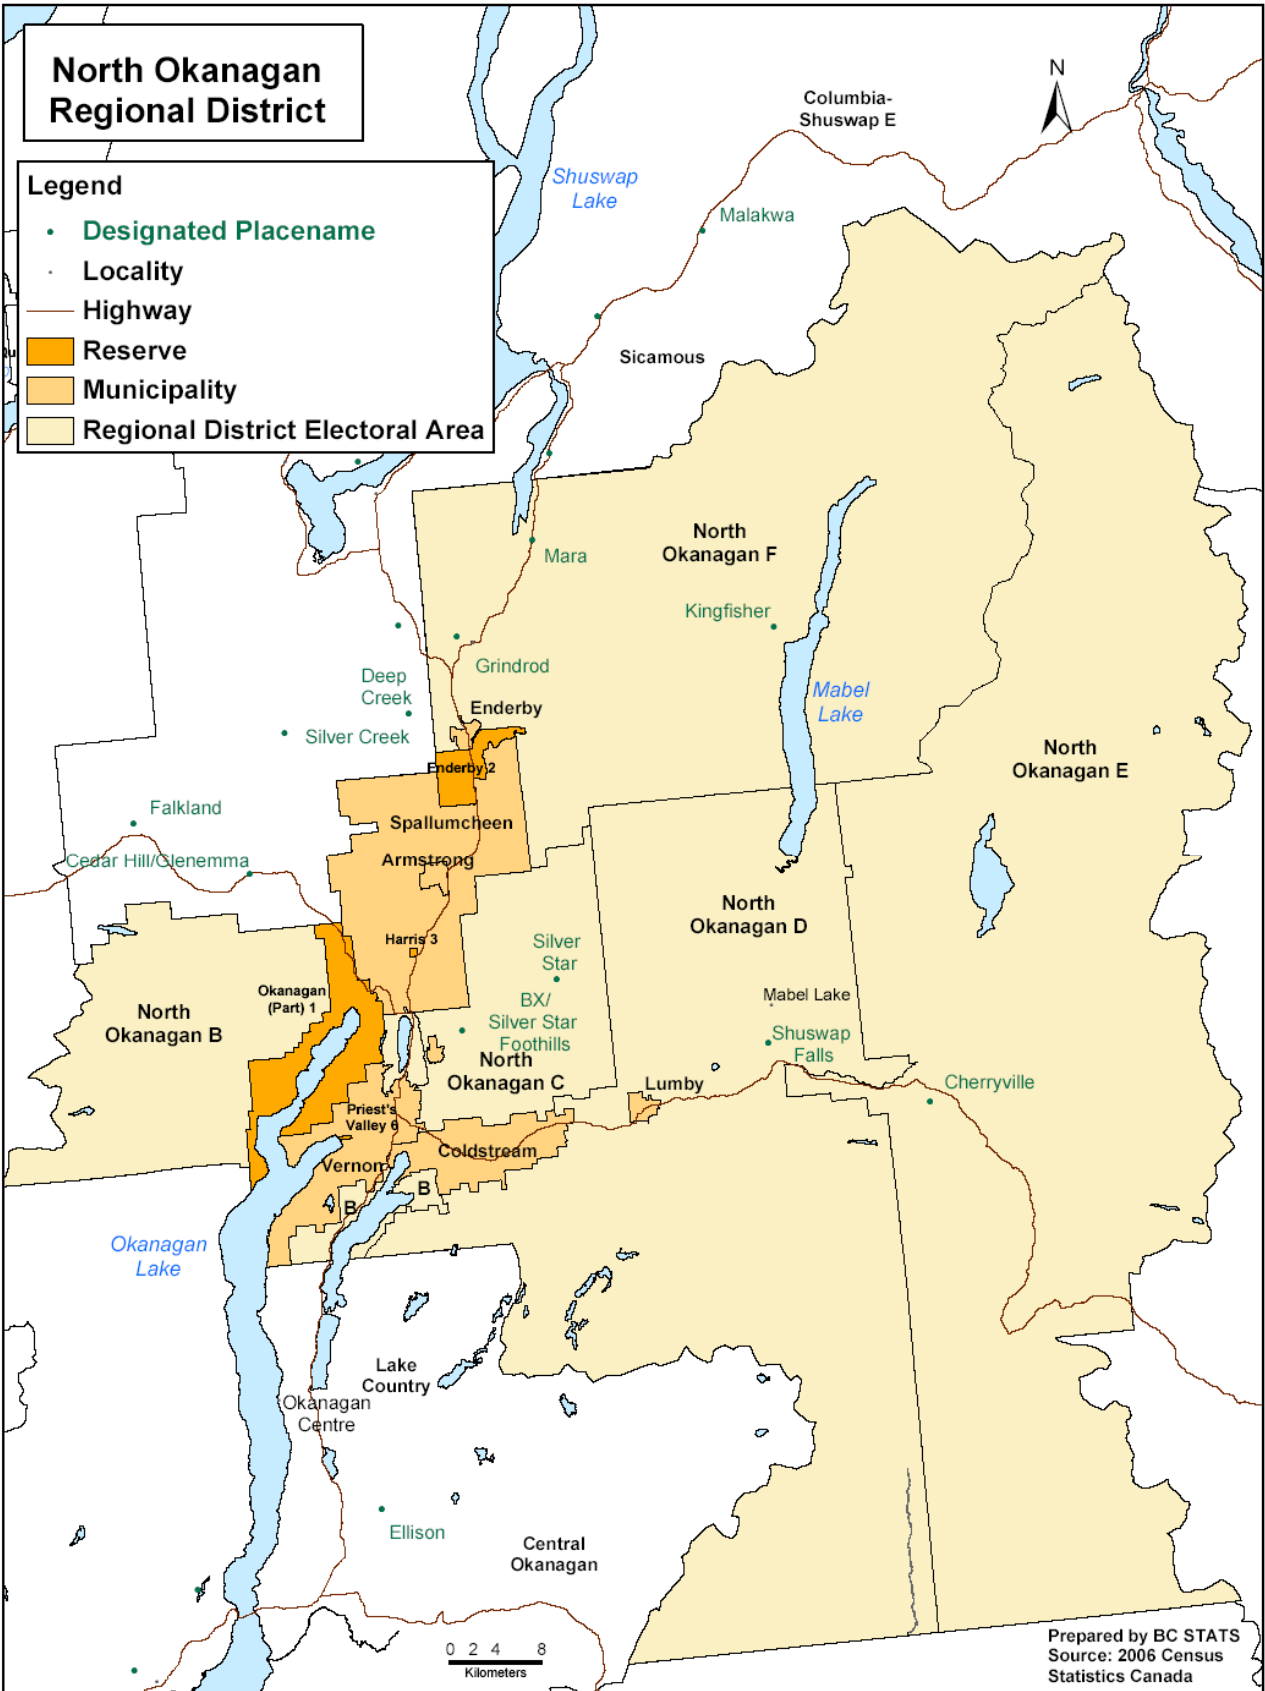 North Okanagan
Regional District
Legend
Designated Placename
Locality
Highway
Reserve
Municipality
Regional District Electoral Area
N
Columbia-
Shuswap E
Shuswap
Lake
Malakwa
Sicamous
North
Okanagan F
Mara
Kingfisher
Grindrod
Deep
Creek
Mabel
Lake
Enderby
Silver Creek
North
Okanagan E
Enderby 2
Falkland
Spallumcheen
Cedar Hill/Glenemma
Armstrong
North
Okanagan D
Harris 3
Silver
Star
Okanagan
(Part) 1
Mabel Lake
North
Okanagan B
BX/
Silver Star
Foothills
Shuswap
Falls
North
Okanagan C
Lumby
Cherryville
Priest's
Valley 6
Coldstream
Vernon
B
B
Okanagan
Lake
Lake
Country
Okanagan
Centre
Ellison
Central
Okanagan
0 2 4 8
Kilometers
Prepared by BC STATS
Source: 2006 Census
Statistics Canada